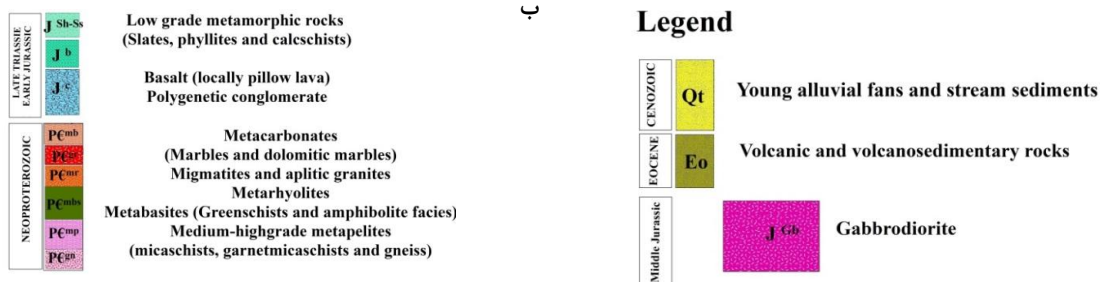 ب
LATE TRIASSIE
EARLY JURASSIC
J Sh-Ss
J b
J c
Low grade metamorphic rocks
(Slates, phyllites and calcschists)
Basalt (locally pillow lava)
Polygenetic conglomerate
NEOPROTEROZOIC
P€mb
P€mr
P€mbs
P€mp
P€gn
Metacarbonates
(Marbles and dolomitic marbles)
Migmatites and aplitic granites
Metarhyolites
Metabasites (Greenschists and amphibolite facies)
Medium-highgrade metapelites
(micaschists, garnetmicaschists and gneiss)
Legend
CENOZOIC
Qt
Young alluvial fans and stream sediments
EOCENE
Eo
Volcanic and volcanosedimentary rocks
Middle Jurassic
J Gb
Gabbrodiorite